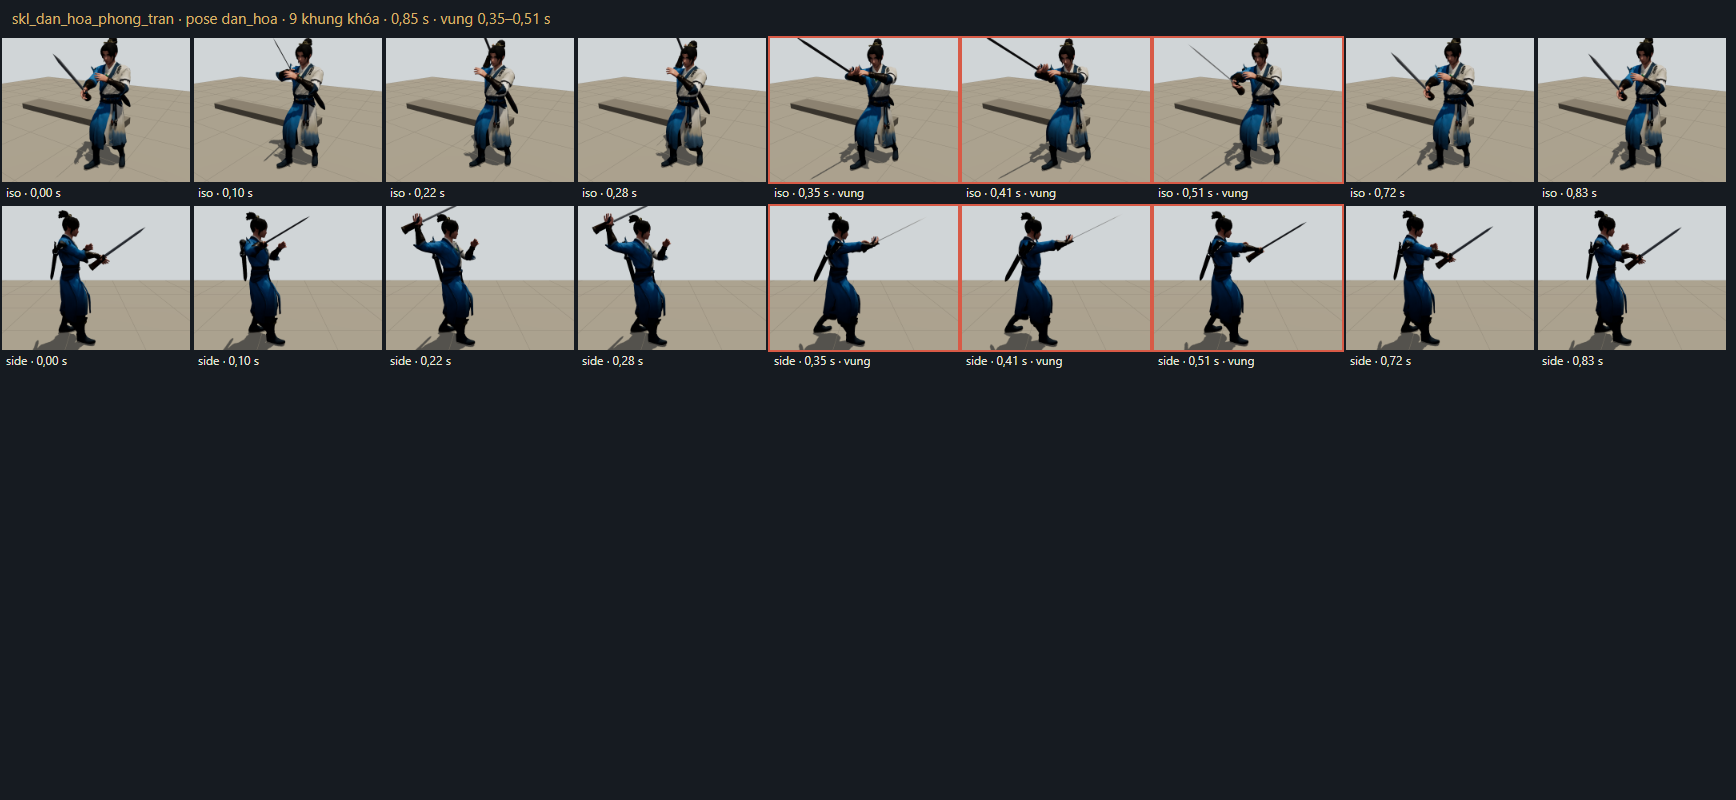 skl_dan_hoa_phong_tran · pose dan_hoa · 9 khung khóa · 0,85 s · vung 0,35–0,51 s
iso · 0,00 s
iso · 0,10 s
iso · 0,22 s
iso · 0,28 s
iso · 0,35 s · vung
iso · 0,41 s · vung
iso · 0,51 s · vung
iso · 0,72 s
iso · 0,83 s
side · 0,00 s
side · 0,10 s
side · 0,22 s
side · 0,28 s
side · 0,35 s · vung
side · 0,41 s · vung
side · 0,51 s · vung
side · 0,72 s
side · 0,83 s